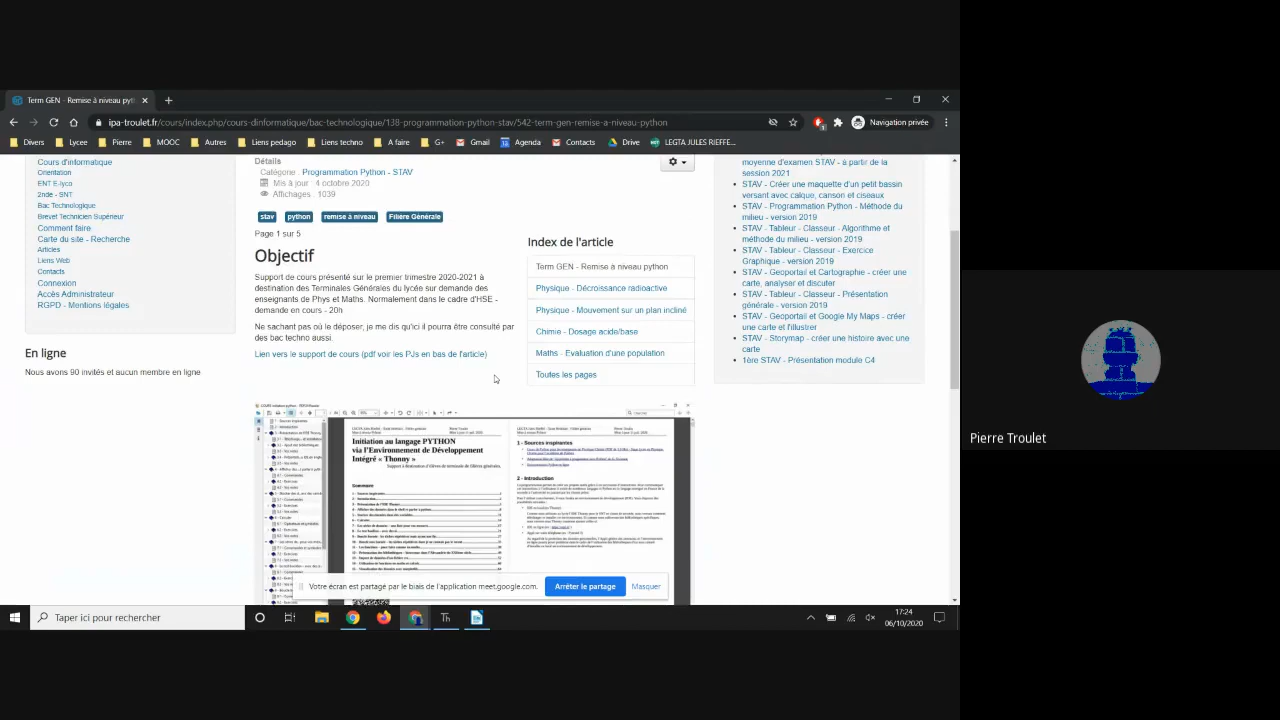 Term GEN - Remise à niveau pyth
ipa-troulet.fr/cours/index.php/cours-dinformatique/bac-technologique/138-programmation-python-stav/542-term-gen-remise-a-niveau-python
Navigation privée
Divers
Lycee
Pierre
MOOC
Autres
Liens pedago
Liens techno
A faire
G+
Gmail
Agenda
Contacts
Drive
LEGTA JULES RIEFFE...
Cours d'informatique
Orientation
ENT E-lyco
2nde - SNT
Bac Technologique
Brevet Technicien Supérieur
Comment faire
Carte du site - Recherche
Articles
Liens Web
Contacts
Connexion
Accès Administrateur
RGPD - Mentions légales
En ligne
Nous avons 90 invités et aucun membre en ligne
Détails
Catégorie : Programmation Python - STAV
Mis à jour : 4 octobre 2020
Affichages : 1039
stav
python
remise à niveau
Filière Générale
Page 1 sur 5
Objectif
Support de cours présenté sur le premier trimestre 2020-2021 à
destination des Terminales Générales du lycée sur demande des
enseignants de Phys et Maths. Normalement dans le cadre d'HSE -
demande en cours - 20h
Ne sachant pas où le déposer, je me dis qu'ici il pourra être consulté par
des bac techno aussi.
Lien vers le support de cours (pdf voir les PJs en bas de l'article)
Index de l'article
Term GEN - Remise à niveau python
Physique - Décroissance radioactive
Physique - Mouvement sur un plan incliné
Chimie - Dosage acide/base
Maths - Evaluation d'une population
Toutes les pages
moyenne d'examen STAV - à partir de la
session 2021
STAV - Créer une maquette d'un petit bassin
versant avec calque, canson et ciseaux
STAV - Programmation Python - Méthode du
milieu - version 2019
STAV - Tableur - Classeur - Algorithme et
méthode du milieu - version 2019
STAV - Tableur - Classeur - Exercice
Graphique - version 2019
STAV - Geoportail et Cartographie - créer une
carte, analyser et discuter
STAV - Tableur - Classeur - Présentation
générale - version 2019
STAV - Geoportail et Google My Maps - créer
une carte et l'illustrer
STAV - Storymap - créer une histoire avec une
carte
1ère STAV - Présentation module C4
Initiation au langage PYTHON
via l'Environnement de Développement
Intégré « Thonny »
Support à destination d'élèves de terminale de filières générales,
Sommaire
1 - Sources inspirantes
2 - Introduction
Votre écran est partagé par le biais de l'application meet.google.com.
Arrêter le partage
Masquer
Taper ici pour rechercher
Th
17:24
06/10/2020
Pierre Troulet